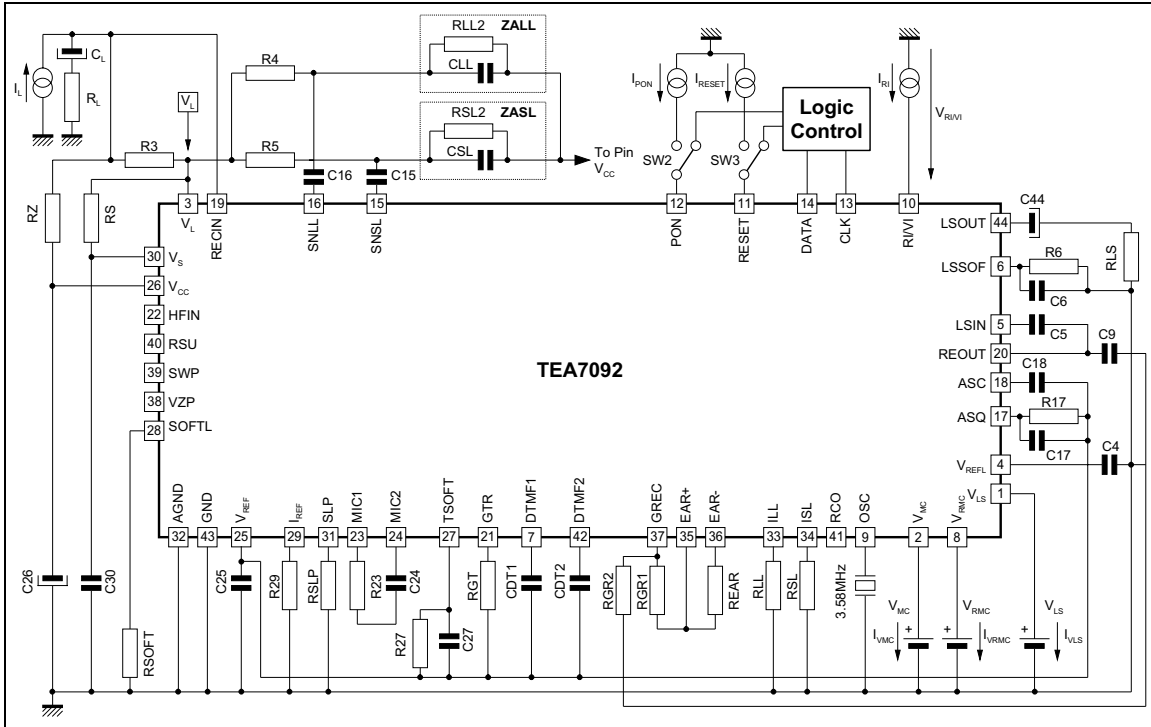 RLL2 ZALL
CLL
RSL2 ZASL
CSL
To Pin
VCC
IL
CL
RL
VL
R4
R3
R5
C16
C15
RZ
RS
IPON
IRESET
SW2
SW3
Logic
Control
IRI
VRI/VI
3
VL
19
RECIN
16
SNLL
15
SNSL
12
PON
11
RESET
14
DATA
13
CLK
10
RI/VI
30 VS
26 VCC
22 HFIN
40 RSU
39 SWP
38 VZP
28 SOFTL
TEA7092
LSOUT 44
C44
RLS
LSSOF 6
R6
C6
LSIN 5
C5
REOUT 20
C9
ASC 18
C18
ASQ 17
R17
C17
VREFL 4
C4
VLS
1
AGND
32
GND
43
VREF
25
IREF
29
SLP
31
MIC1
23
MIC2
24
TSOFT
27
GTR
21
DTMF1
7
DTMF2
42
GREC
37
EAR+
35
EAR-
36
ILL
33
ISL
34
RCO
41
OSC
9
VMC
2
VRMC
8
C26
C30
RSOFT
C25
R29
RSLP
R23
C24
R27
C27
RGT
CDT1
CDT2
RGR2
RGR1
REAR
RLL
RSL
3.58MHz
VMC
IVMC
+
VRMC
IVRMC
+
VLS
IVLS
+